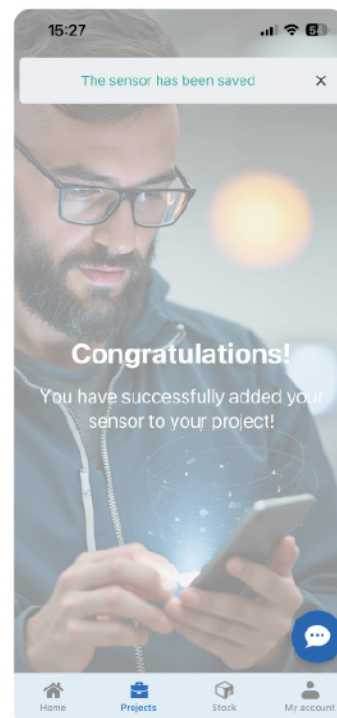 15:27
The sensor has been saved
Congratulations!
You have successfully added your
sensor to your project!
Home Projects Stock My account